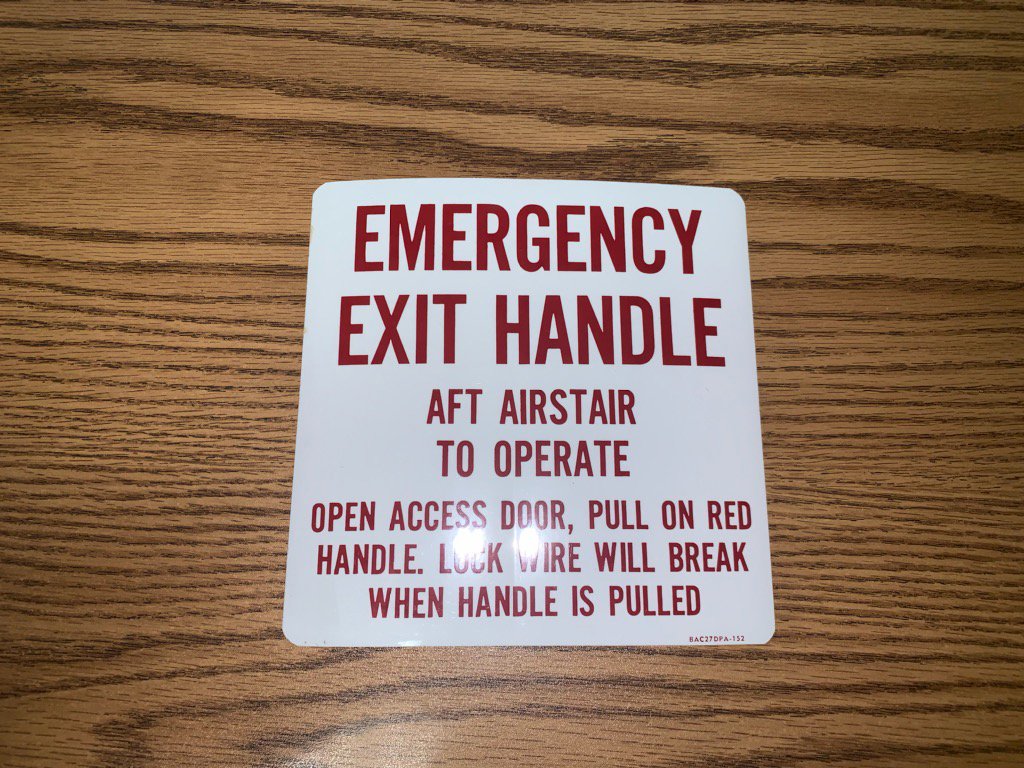 EMERGENCY
EXIT HANDLE
AFT AIRSTAIR
TO OPERATE
OPEN ACCESS DOOR, PULL ON RED
HANDLE. LOCK WIRE WILL BREAK
WHEN HANDLE IS PULLED
BAC27DPA-152